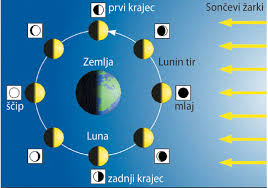 prvi krajec
Sončevi žarki
Zemlja
Lunin tir
ščip
mlaj
Luna
zadnji krajec